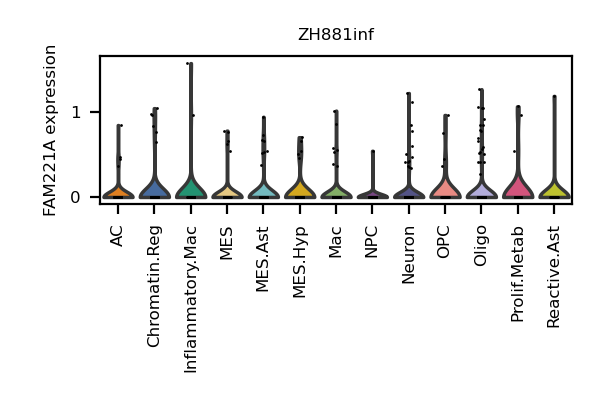 ZH881inf
FAM221A expression
1
0
AC
Chromatin.Reg
Inflammatory.Mac
MES
MES.Ast
MES.Hyp
Mac
NPC
Neuron
OPC
Oligo
Prolif.Metab
Reactive.Ast